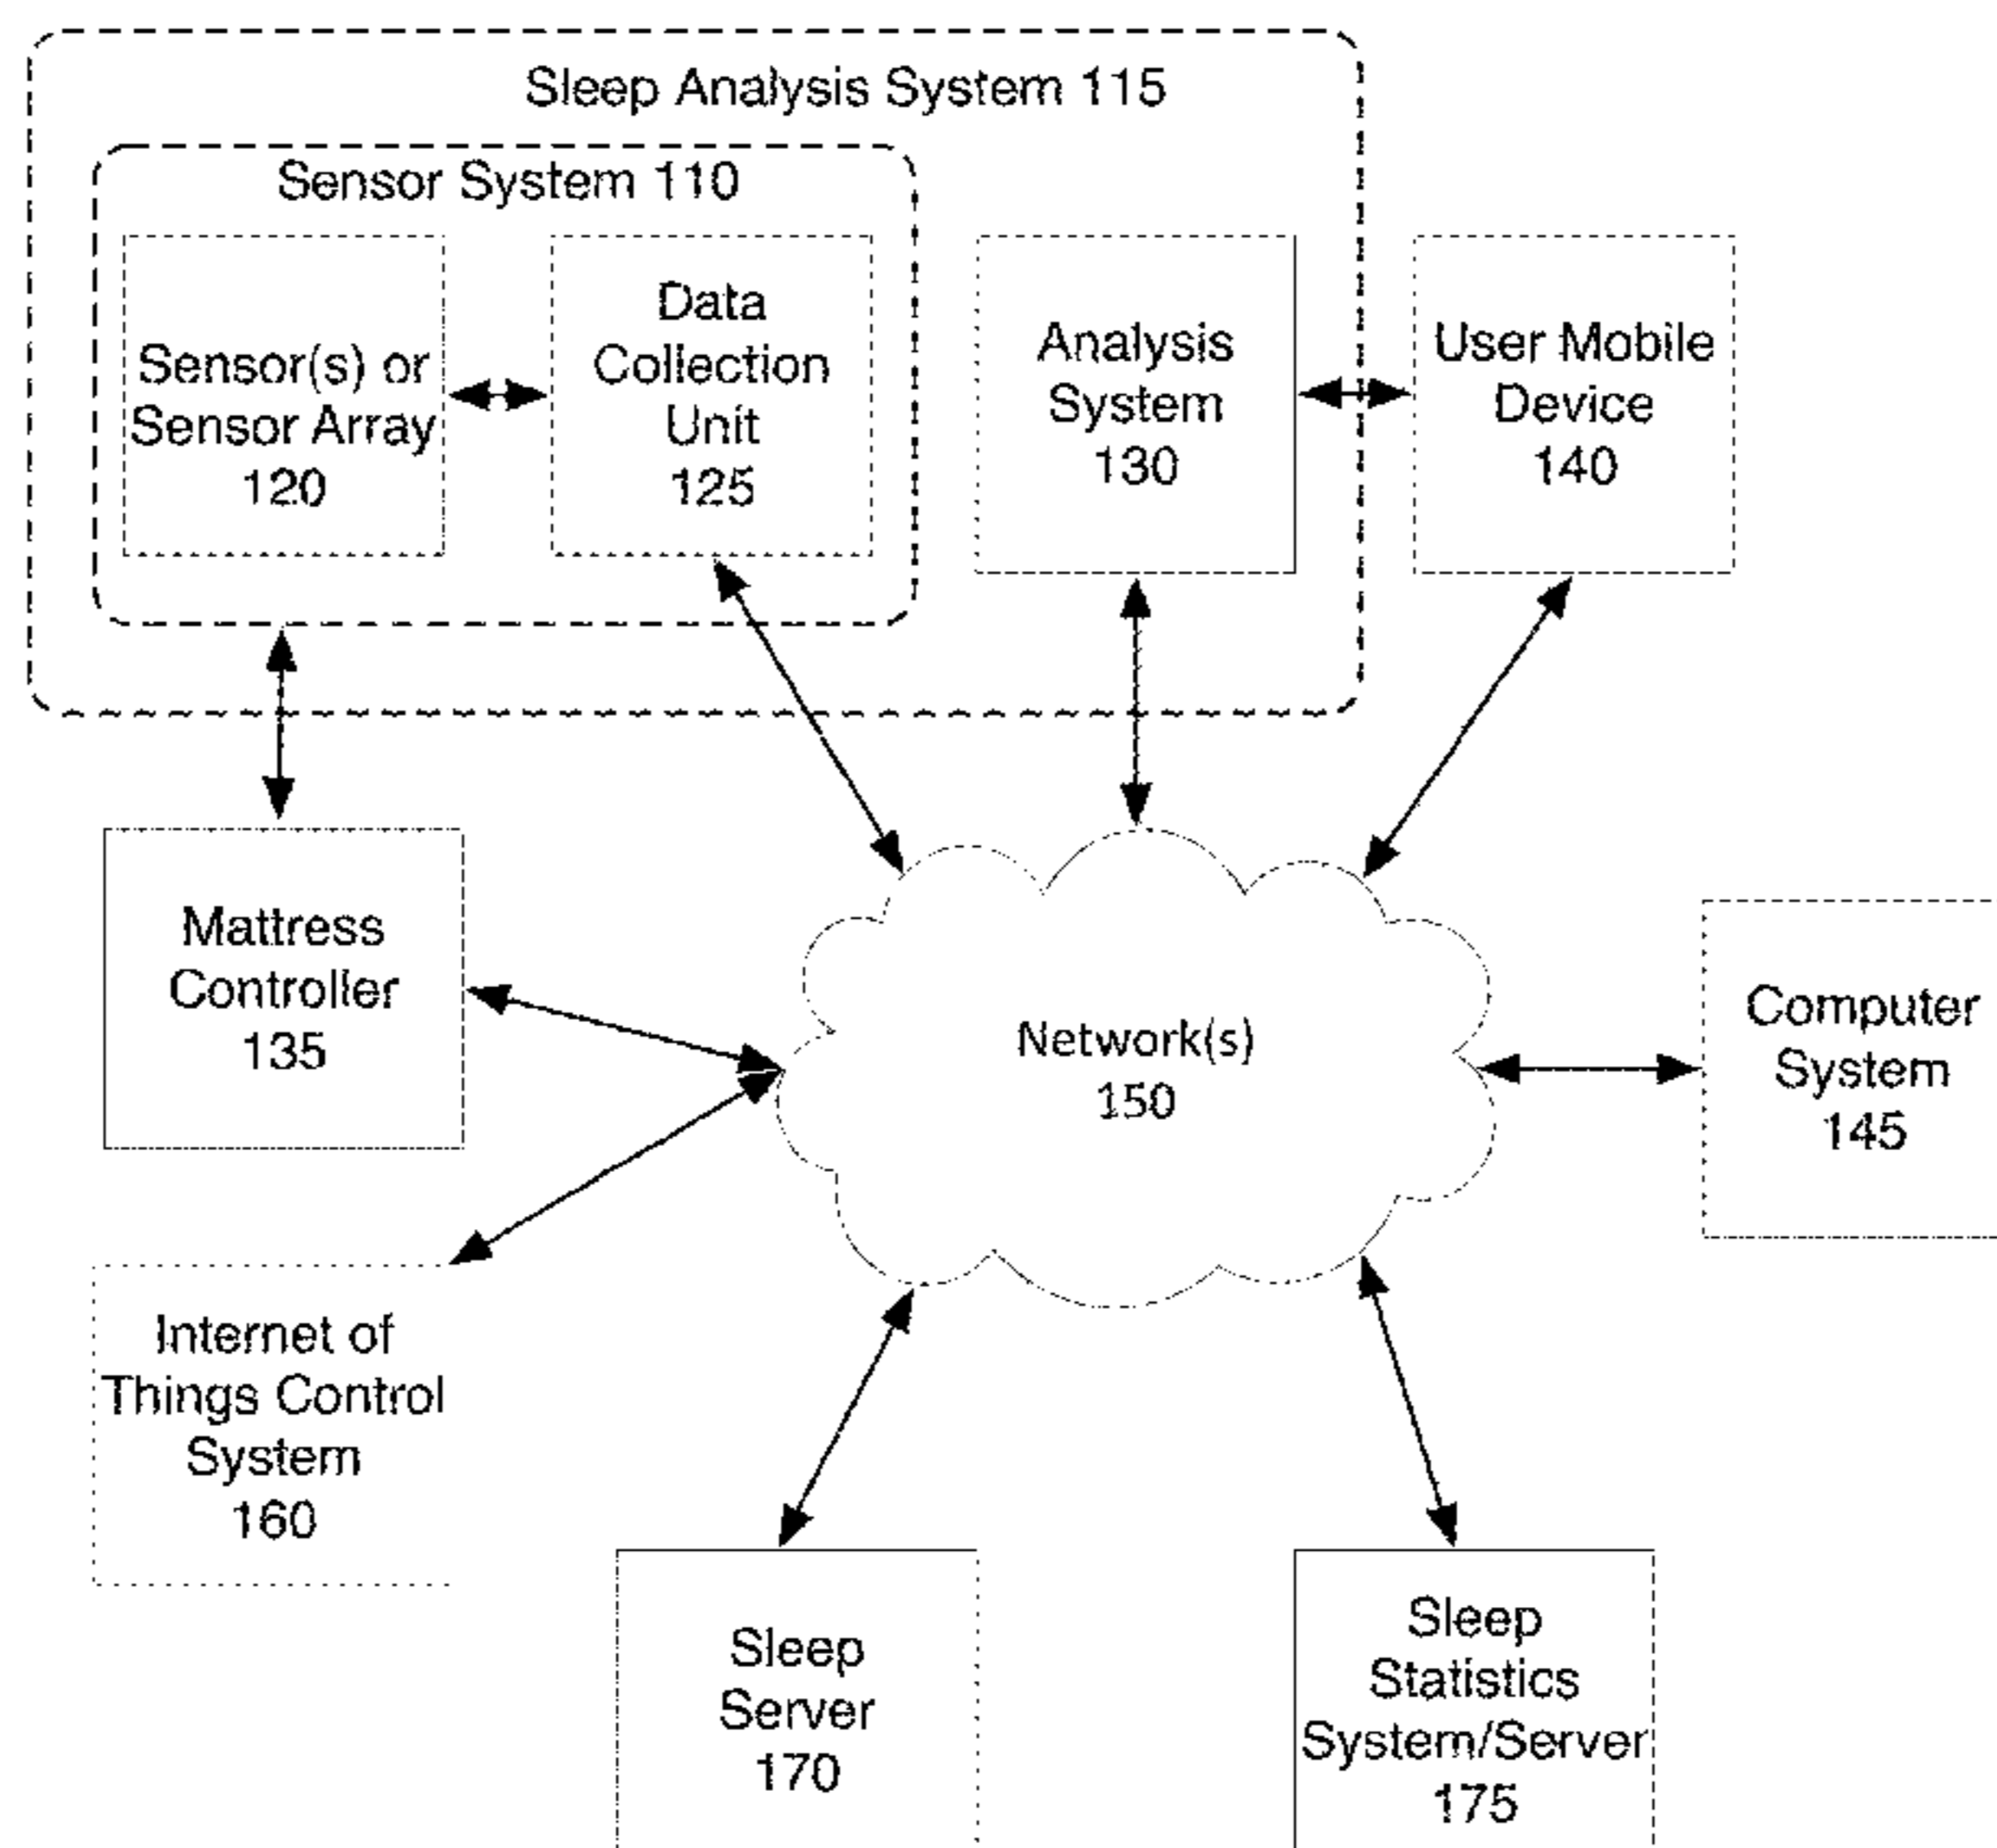 Sleep Analysis System 115
Sensor System 110
Sensor(s) or
Sensor Array
120
Data
Collection
Unit
125
Analysis
System
130
User Mobile
Device
140
Mattress
Controller
135
Network(s)
150
Computer
System
145
Internet of
Things Control
System
160
Sleep
Server
170
Sleep
Statistics
System/Server
175